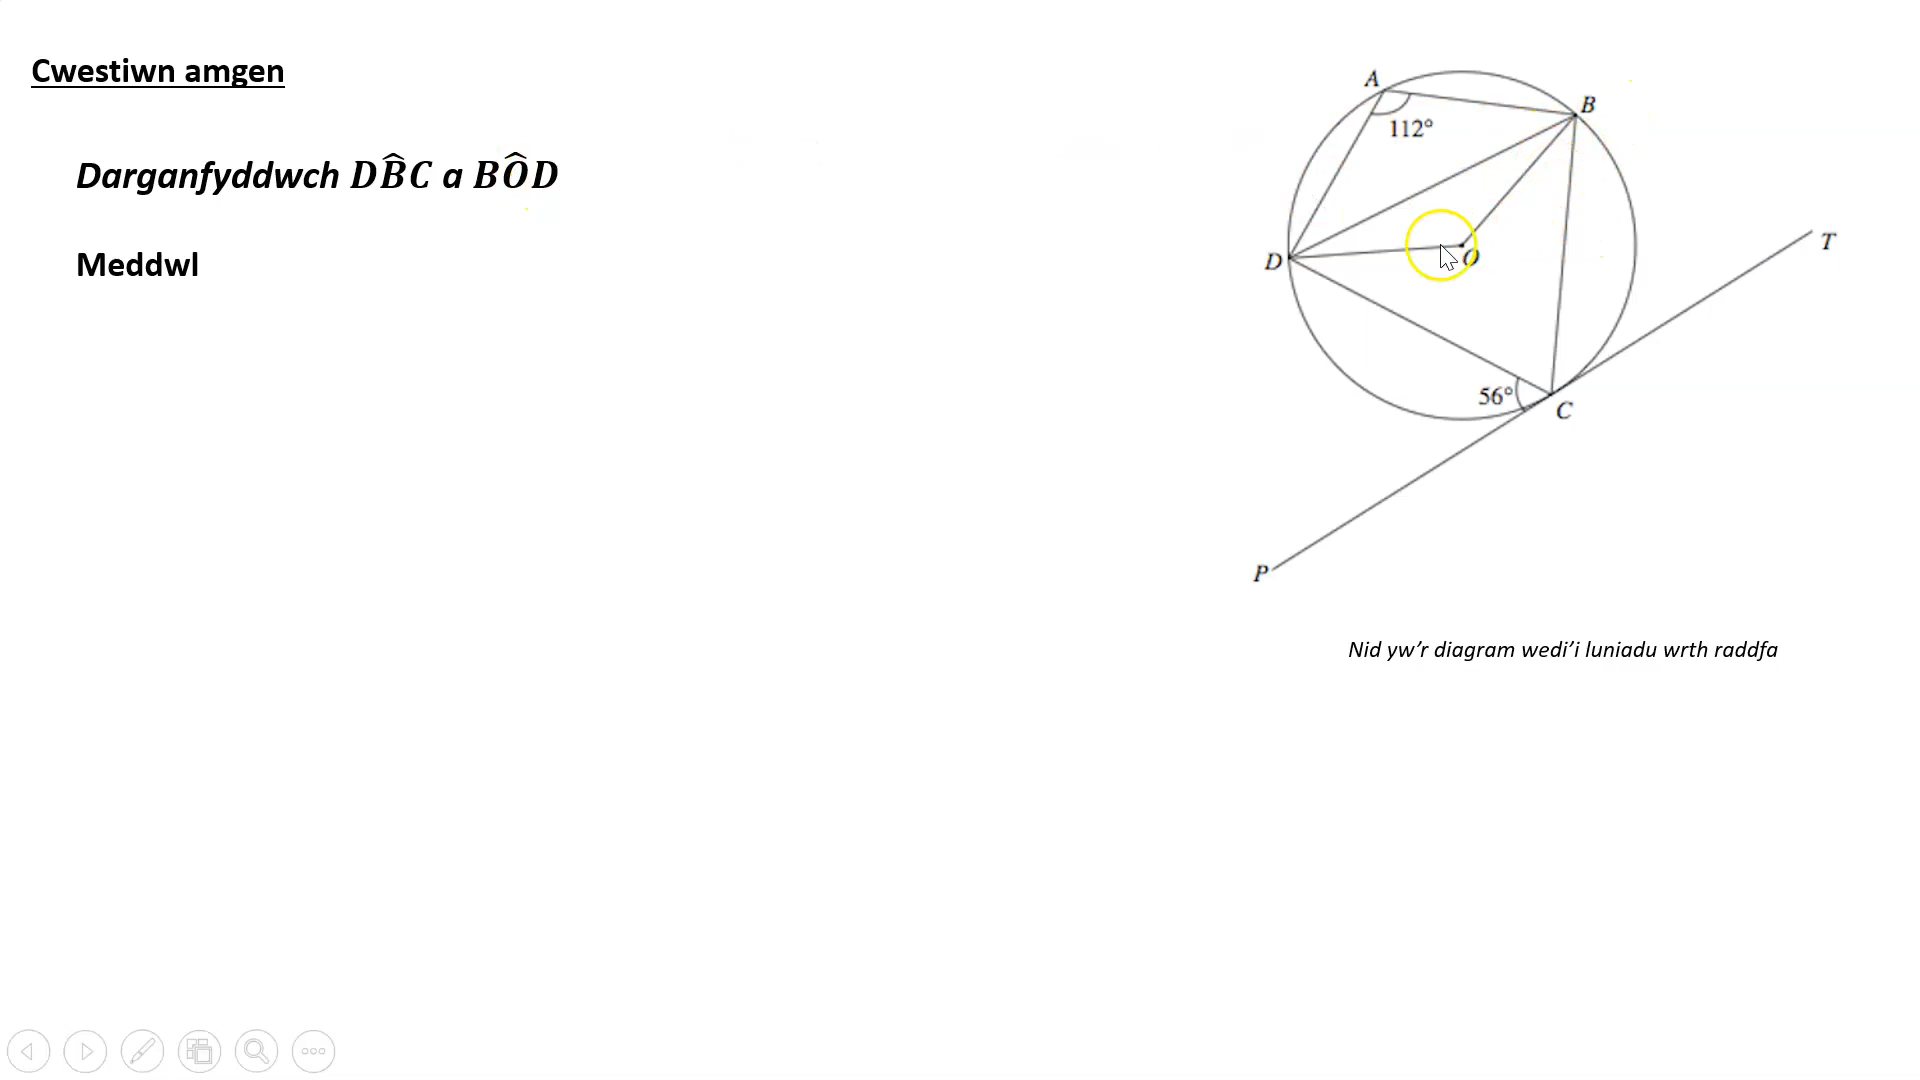 Cwestiwn amgen
Darganfyddwch DB̂C a BÔD
Meddwl
A
B
112°
D
O
T
56°
C
P
Nid yw’r diagram wedi’i luniadu wrth raddfa